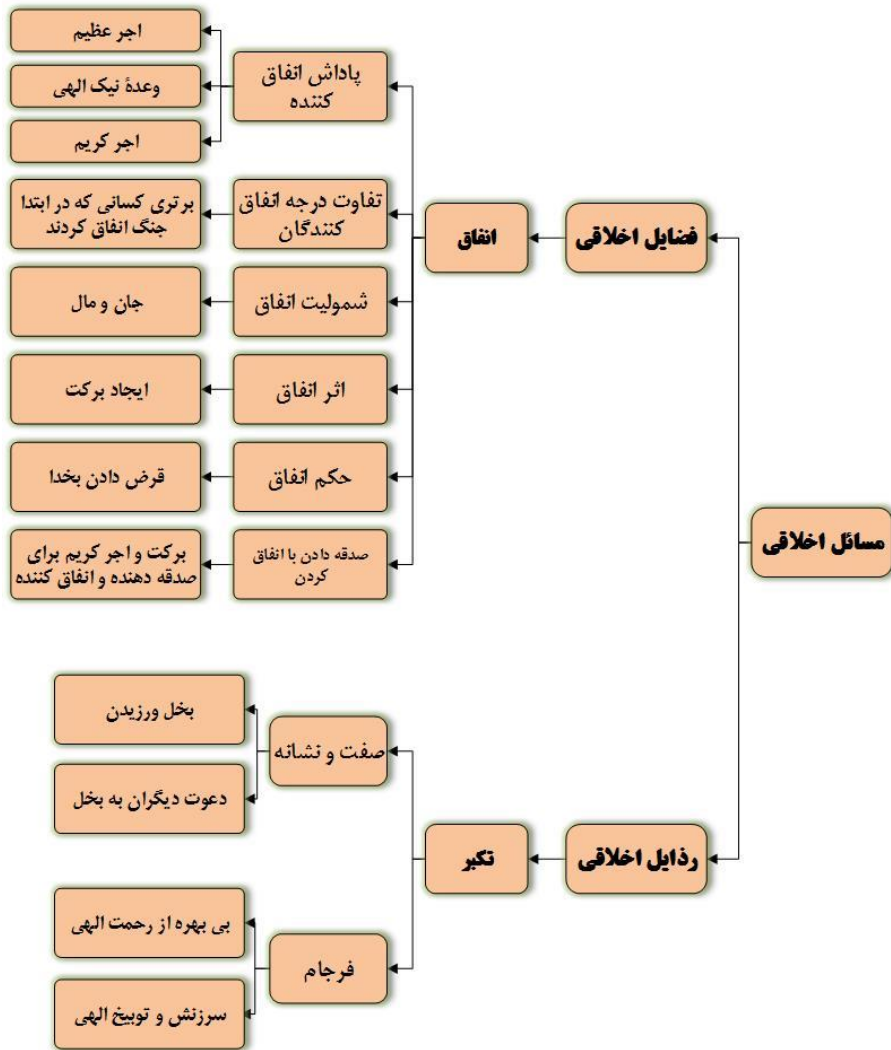 مسائل اخلاقی
فضایل اخلاقی
انفاق
پاداش انفاق
کننده
اجر عظیم
وعدهٔ نیک الهی
اجر کریم
تفاوت درجه انفاق
کنندگان
برتری کسانی که در ابتدا
جنگ انفاق کردند
شمولیت انفاق
جان و مال
اثر انفاق
ایجاد برکت
حکم انفاق
قرض دادن بخدا
صدقه دادن با انفاق
کردن
برکت و اجر کریم برای
صدقه دهنده و انفاق کننده
رذایل اخلاقی
تکبر
صفت و نشانه
بخل ورزیدن
دعوت دیگران به بخل
فرجام
بی بهره از رحمت الهی
سرزنش و توبیخ الهی